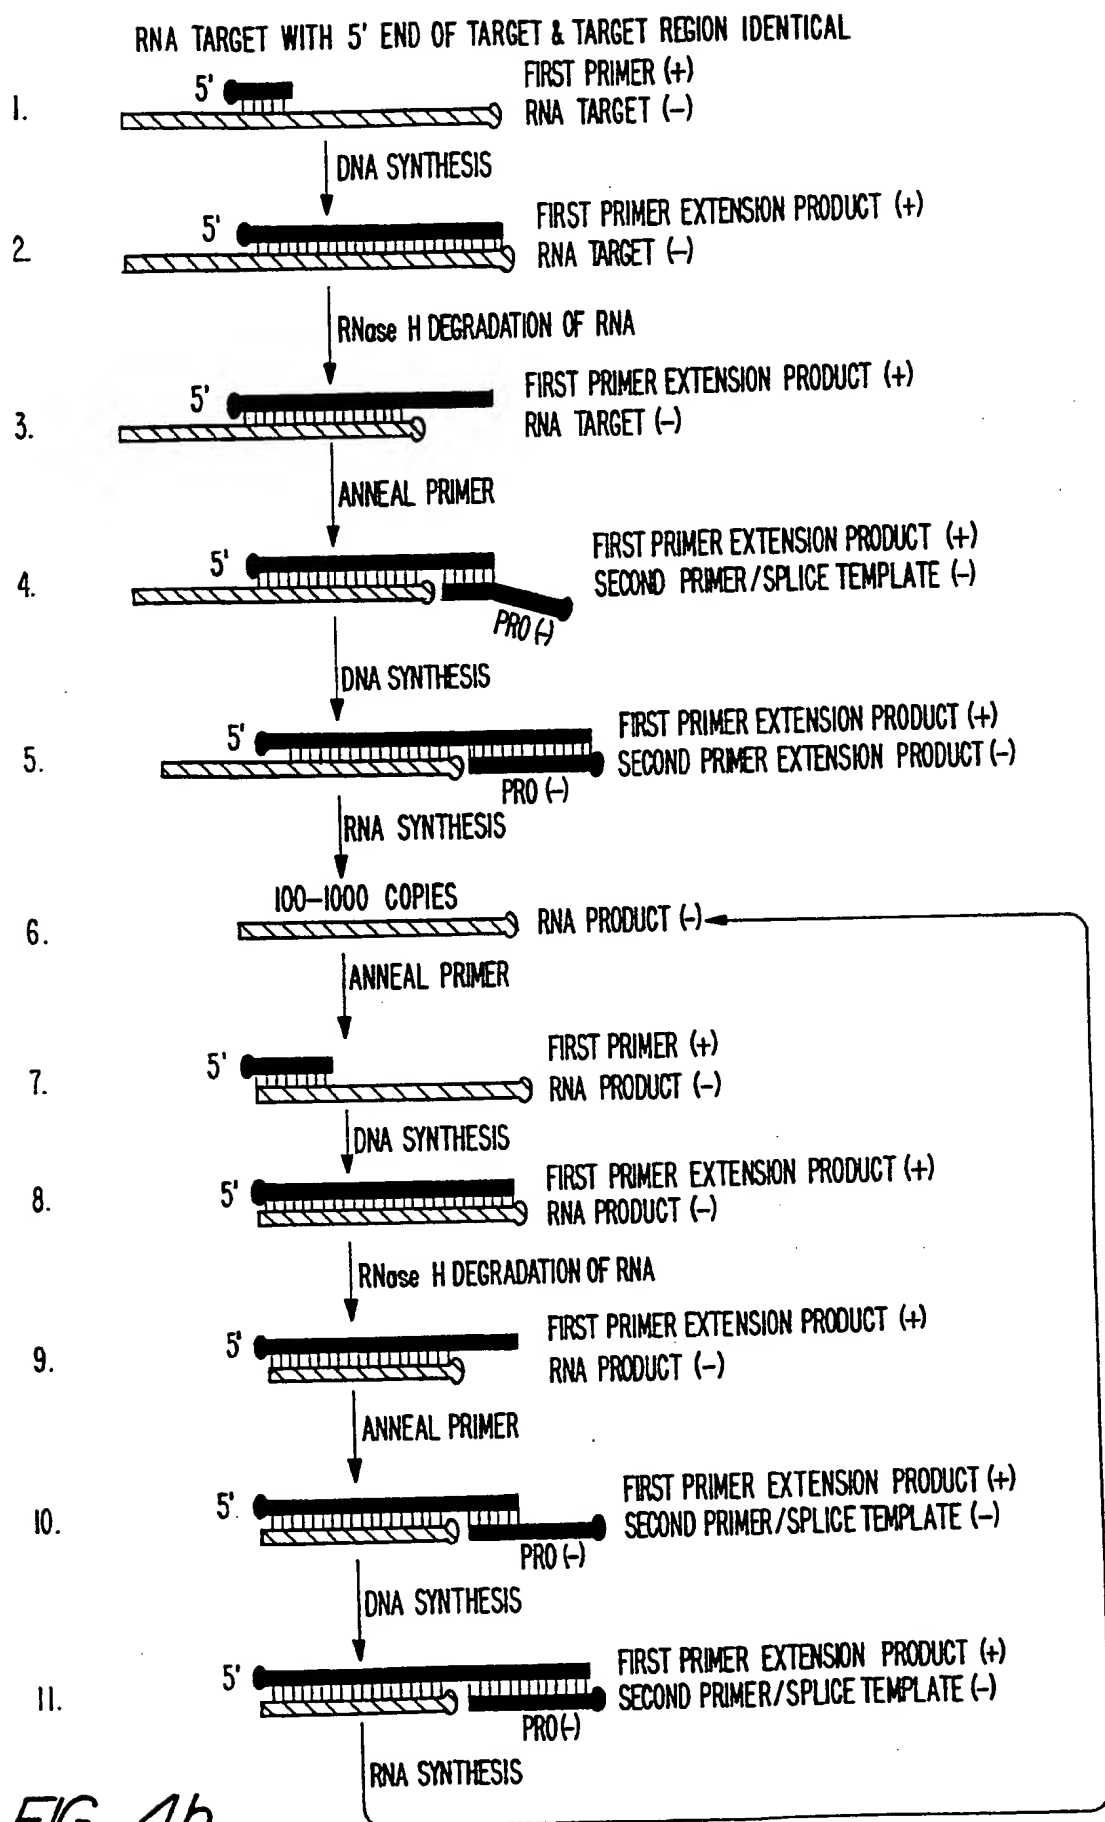 RNA TARGET WITH 5' END OF TARGET & TARGET REGION IDENTICAL
1.
5'
FIRST PRIMER (+)
RNA TARGET (-)
DNA SYNTHESIS
2.
5'
FIRST PRIMER EXTENSION PRODUCT (+)
RNA TARGET (-)
RNase H DEGRADATION OF RNA
3.
5'
FIRST PRIMER EXTENSION PRODUCT (+)
RNA TARGET (-)
ANNEAL PRIMER
4.
5'
FIRST PRIMER EXTENSION PRODUCT (+)
SECOND PRIMER/SPLICE TEMPLATE (-)
PRO (-)
DNA SYNTHESIS
5.
5'
FIRST PRIMER EXTENSION PRODUCT (+)
SECOND PRIMER EXTENSION PRODUCT (-)
PRO (-)
RNA SYNTHESIS
6.
100-1000 COPIES
RNA PRODUCT (-)
ANNEAL PRIMER
7.
5'
FIRST PRIMER (+)
RNA PRODUCT (-)
DNA SYNTHESIS
8.
5'
FIRST PRIMER EXTENSION PRODUCT (+)
RNA PRODUCT (-)
RNase H DEGRADATION OF RNA
9.
5'
FIRST PRIMER EXTENSION PRODUCT (+)
RNA PRODUCT (-)
ANNEAL PRIMER
10.
5'
FIRST PRIMER EXTENSION PRODUCT (+)
SECOND PRIMER/SPLICE TEMPLATE (-)
PRO (-)
DNA SYNTHESIS
11.
5'
FIRST PRIMER EXTENSION PRODUCT (+)
SECOND PRIMER/SPLICE TEMPLATE (-)
PRO (-)
RNA SYNTHESIS
FIG. 4b